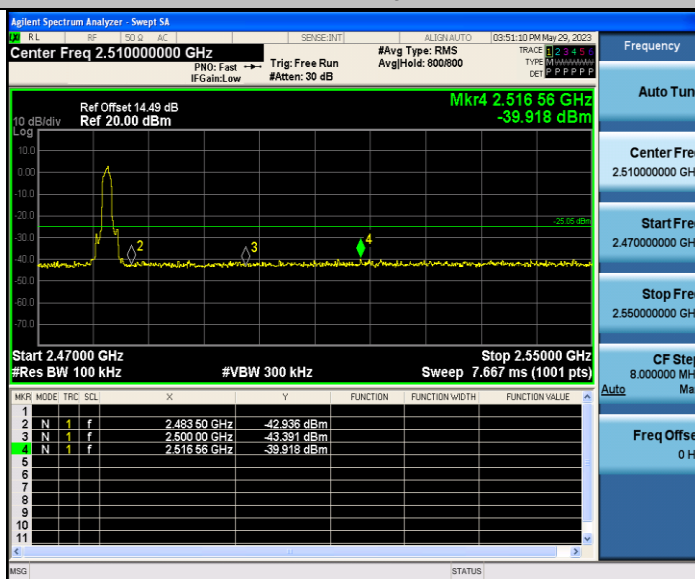 Agilent Spectrum Analyzer - Swept SA
RL RF 50 Ω AC SENSE:INT ALIGN AUTO 03:51:10 PM May 29, 2023
Center Freq 2.510000000 GHz
PNO: Fast
IFGain:Low
Trig: Free Run
#Atten: 30 dB
#Avg Type: RMS
Avg|Hold: 800/800
TRACE 1 2 3 4 5 6
TYPE M
DET P P P P P P
Mkr4 2.516 56 GHz
-39.918 dBm
Ref Offset 14.49 dB
10 dB/div Ref 20.00 dBm
Log
10.0
0.00
-10.0
-20.0
-25.05 dBm
-30.0
2 3 4
-40.0
-50.0
-60.0
-70.0
Start 2.47000 GHz Stop 2.55000 GHz
#Res BW 100 kHz #VBW 300 kHz Sweep 7.667 ms (1001 pts)
MKR MODE TRC SCL X Y FUNCTION FUNCTION WIDTH FUNCTION VALUE
1
2 N 1 f 2.483 50 GHz -42.936 dBm
3 N 1 f 2.500 00 GHz -43.391 dBm
4 N 1 f 2.516 56 GHz -39.918 dBm
5
6
7
8
9
10
11
MSG STATUS
Frequency
Auto Tun
Center Fre
2.510000000 GH
Start Fre
2.470000000 GH
Stop Fre
2.550000000 GH
CF Step
8.000000 MH
Auto Ma
Freq Offse
0 H